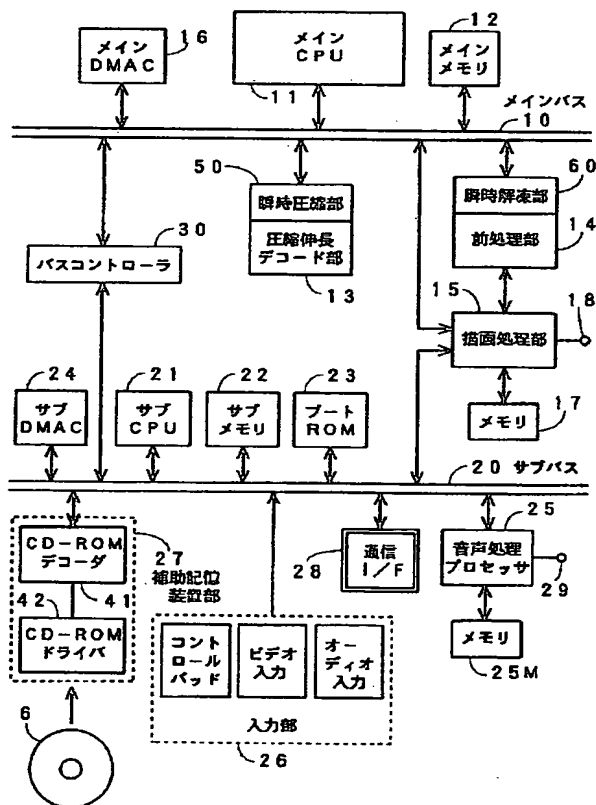 メイン
DMAC
16
メイン
CPU
11
メイン
メモリ
12
メインバス
10
50
瞬時圧縮部
圧縮伸長
デコード部
13
60
瞬時解凍部
前処理部
14
30
バスコントローラ
15
描画処理部
18
メモリ
17
24
サブ
DMAC
21
サブ
CPU
22
サブ
メモリ
23
ブート
ROM
20 サブバス
CD-ROM
デコーダ
41
42
CD-ROM
ドライバ
27
補助記憶
装置部
6
コント
ロール
パッド
ビデオ
入力
オー
ディオ
入力
入力部
26
28
通信
I/F
25
音声処理
プロセッサ
29
メモリ
25M